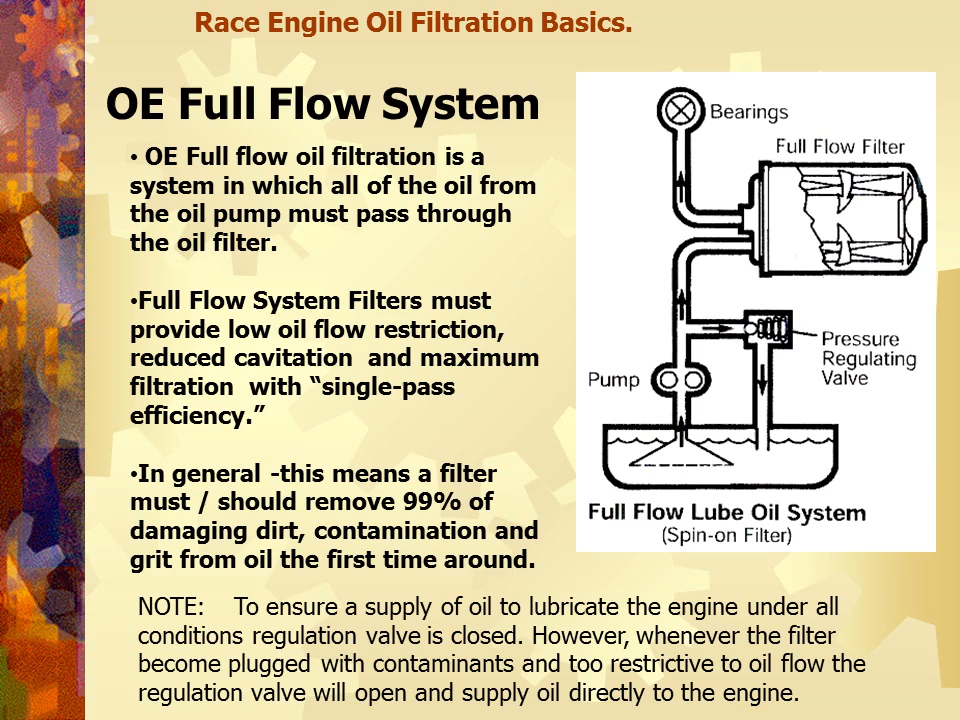 Race Engine Oil Filtration Basics.
OE Full Flow System
• OE Full flow oil filtration is a
system in which all of the oil from
the oil pump must pass through
the oil filter.
•Full Flow System Filters must
provide low oil flow restriction,
reduced cavitation and maximum
filtration with “single-pass
efficiency.”
•In general -this means a filter
must / should remove 99% of
damaging dirt, contamination and
grit from oil the first time around.
Bearings
Full Flow Filter
Pressure
Regulating
Valve
Pump
Full Flow Lube Oil System
(Spin-on Filter)
NOTE: To ensure a supply of oil to lubricate the engine under all
conditions regulation valve is closed. However, whenever the filter
become plugged with contaminants and too restrictive to oil flow the
regulation valve will open and supply oil directly to the engine.